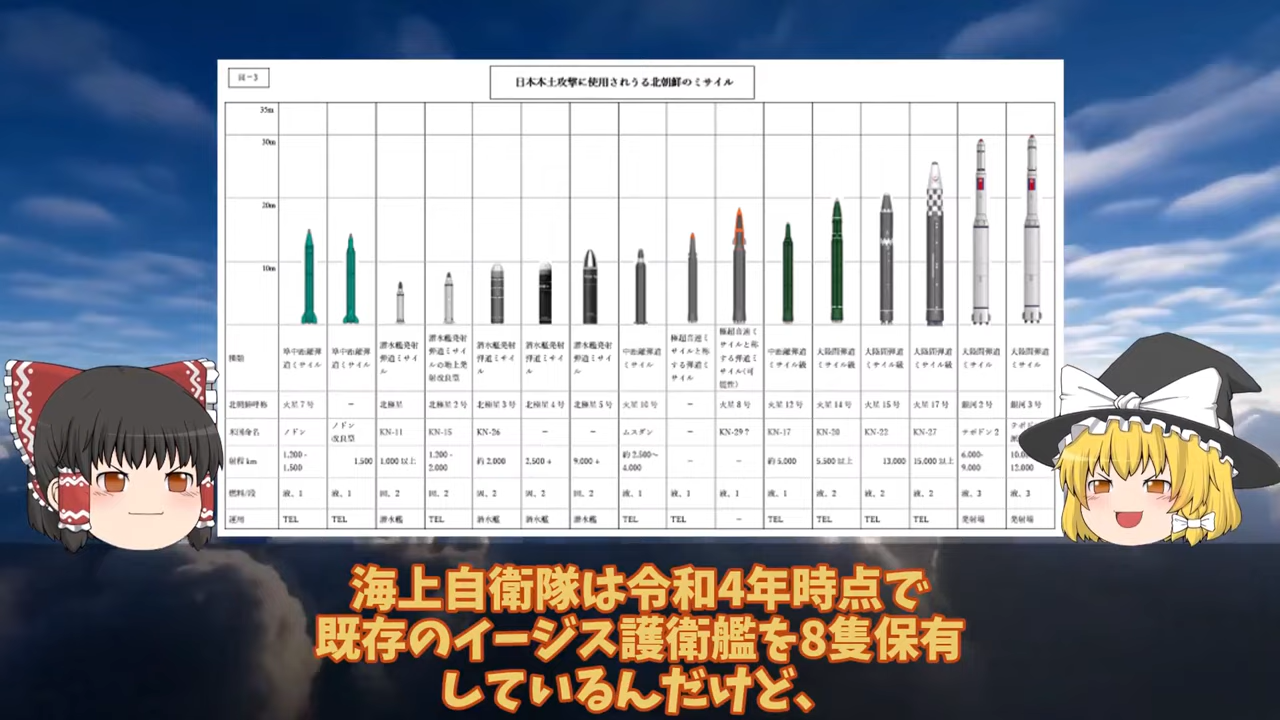 日本本土攻撃に使用されうる北朝鮮のミサイル
35m
30m
20m
10m
種類
準中距離弾道ミサイル
準中距離弾道ミサイル
潜水艦発射弾道ミサイル
潜水艦発射弾道ミサイルの地上発射改良型
潜水艦発射弾道ミサイル
潜水艦発射弾道ミサイル
潜水艦発射弾道ミサイル
中距離弾道ミサイル
極超音速ミサイルと称する弾道ミサイル
極超音速ミサイルと称する弾道ミサイル(可能性)
中距離弾道ミサイル級
大陸間弾道ミサイル級
大陸間弾道ミサイル級
大陸間弾道ミサイル級
大陸間弾道ミサイル
大陸間弾道ミサイル
北朝鮮呼称 火星7号 － 北極星 北極星2号 北極星3号 北極星4号 北極星5号 火星10号 － 火星8号 火星12号 火星14号 火星15号 火星17号 銀河2号 銀河3号
米国命名 ノドン ノドン改良型 KN-11 KN-15 KN-26 － － ムスダン － KN-29? KN-17 KN-20 KN-22 KN-27 テポドン2
射程km 1,200-1,500 1,500 1,000以上 1,200-2,000 約2,000 2,500+ 9,000+ 約2,500～4,000 － － 約5,000 5,500以上 13,000 15,000以上 6,000-9,000 12,000
燃料/段 液、1 液、1 固、2 固、2 固、2 固、2 固、2 液、1 液、1 液、1 液、1 液、2 液、2 液、2 液、3 液、3
運用 TEL TEL 潜水艦 TEL 潜水艦 潜水艦 潜水艦 TEL TEL － TEL TEL TEL TEL 発射場 発射場
海上自衛隊は令和4年時点で
既存のイージス護衛艦を8隻保有
しているんだけど、